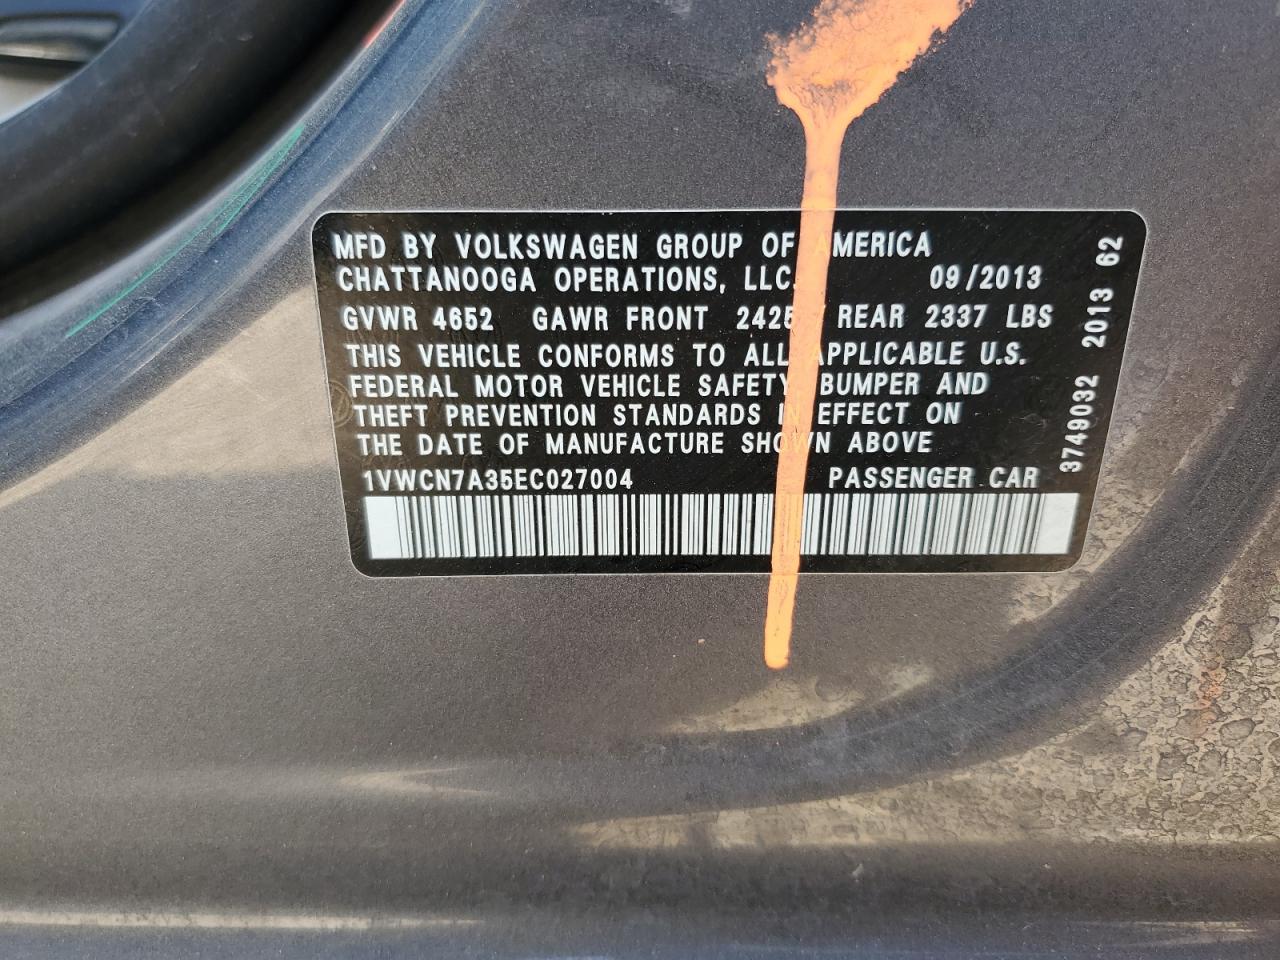 MFD BY VOLKSWAGEN GROUP OF AMERICA
CHATTANOOGA OPERATIONS, LLC. 09/2013
GVWR 4652 GAWR FRONT 2425 / REAR 2337 LBS
THIS VEHICLE CONFORMS TO ALL APPLICABLE U.S.
FEDERAL MOTOR VEHICLE SAFETY, BUMPER AND
THEFT PREVENTION STANDARDS IN EFFECT ON
THE DATE OF MANUFACTURE SHOWN ABOVE
1VWCN7A35EC027004 PASSENGER CAR
3749032 2013 62